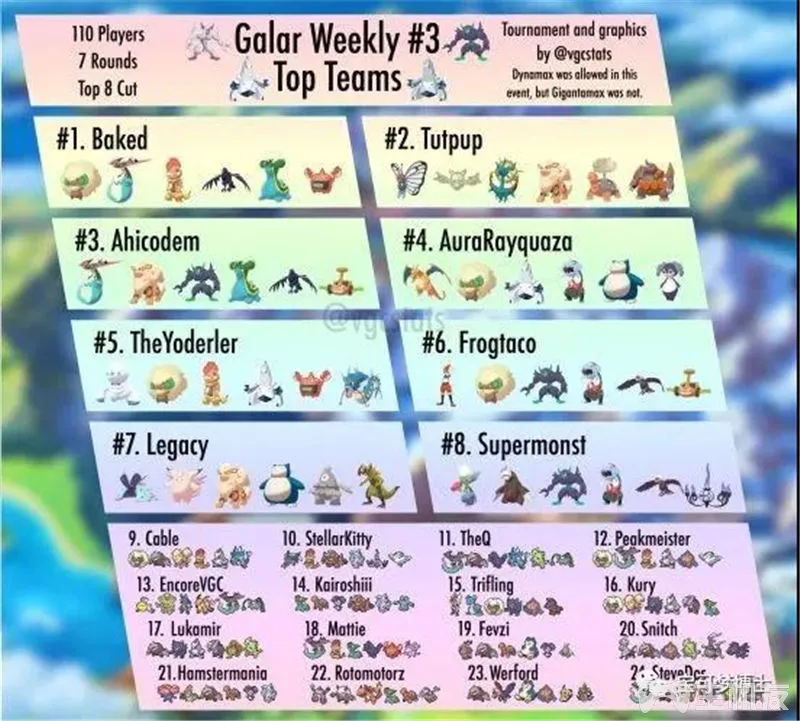 110 Players
7 Rounds
Top 8 Cut
Galar Weekly #3
Top Teams
Tournament and graphics
by @vgcstats
Dynamax was allowed in this
event, but Gigantamax was not.
#1. Baked
#2. Tutpup
#3. Ahicodem
#4. AuraRayquaza
@vgcstats
#5. TheYoderler
#6. Frogtaco
#7. Legacy
#8. Supermonst
9. Cable
10. StellarKitty
11. TheQ
12. Peakmeister
13. EncoreVGC
14. Kairoshiii
15. Trifling
16. Kury
17. Lukamir
18. Mattie
19. Fevzi
20. Snitch
21.Hamstermania
22. Rotomotorz
23. Werford
24. SteveDer